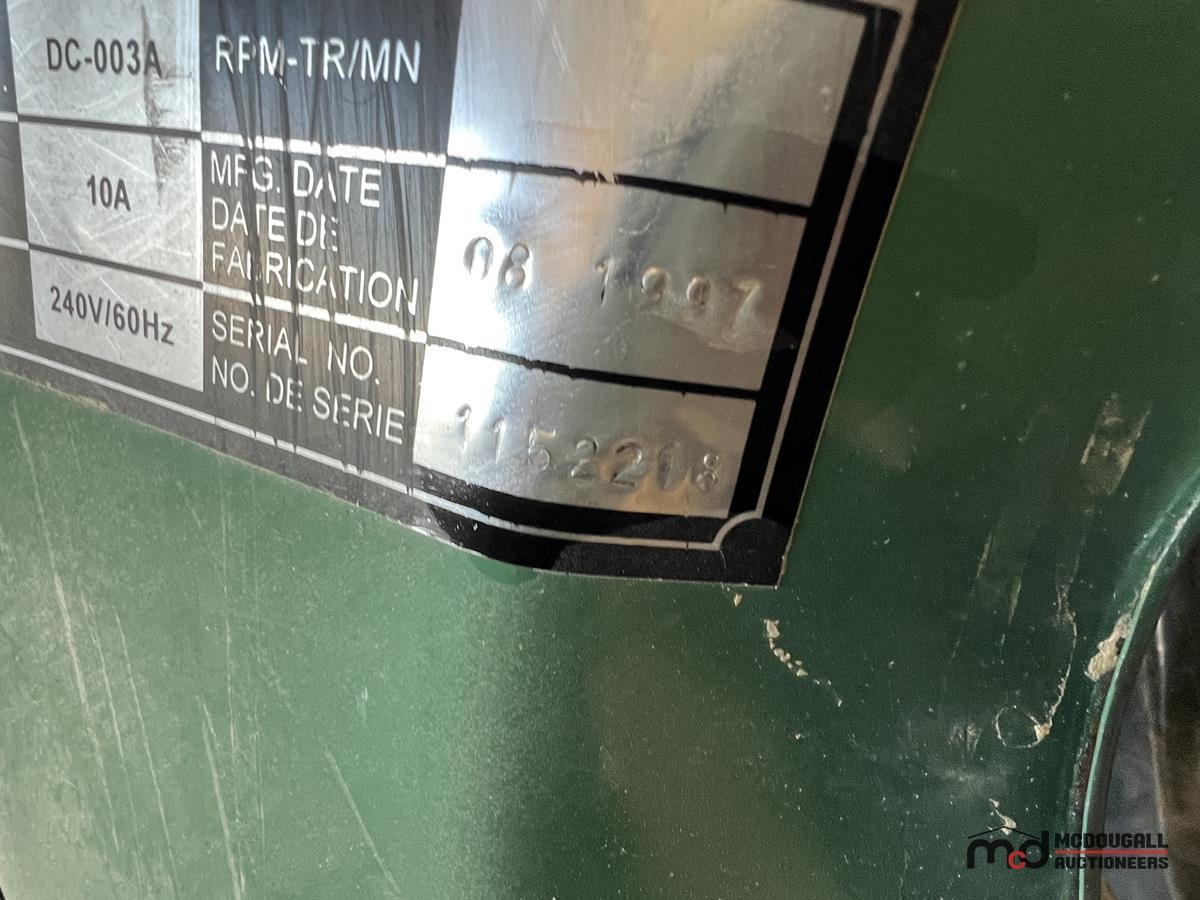 DC-003A
RPM-TR/MN
10A
MFG. DATE
DATE DE
FABRICATION
08 1997
240V/60Hz
SERIAL NO.
NO. DE SERIE
1152218
mcd MCDOUGALL
AUCTIONEERS